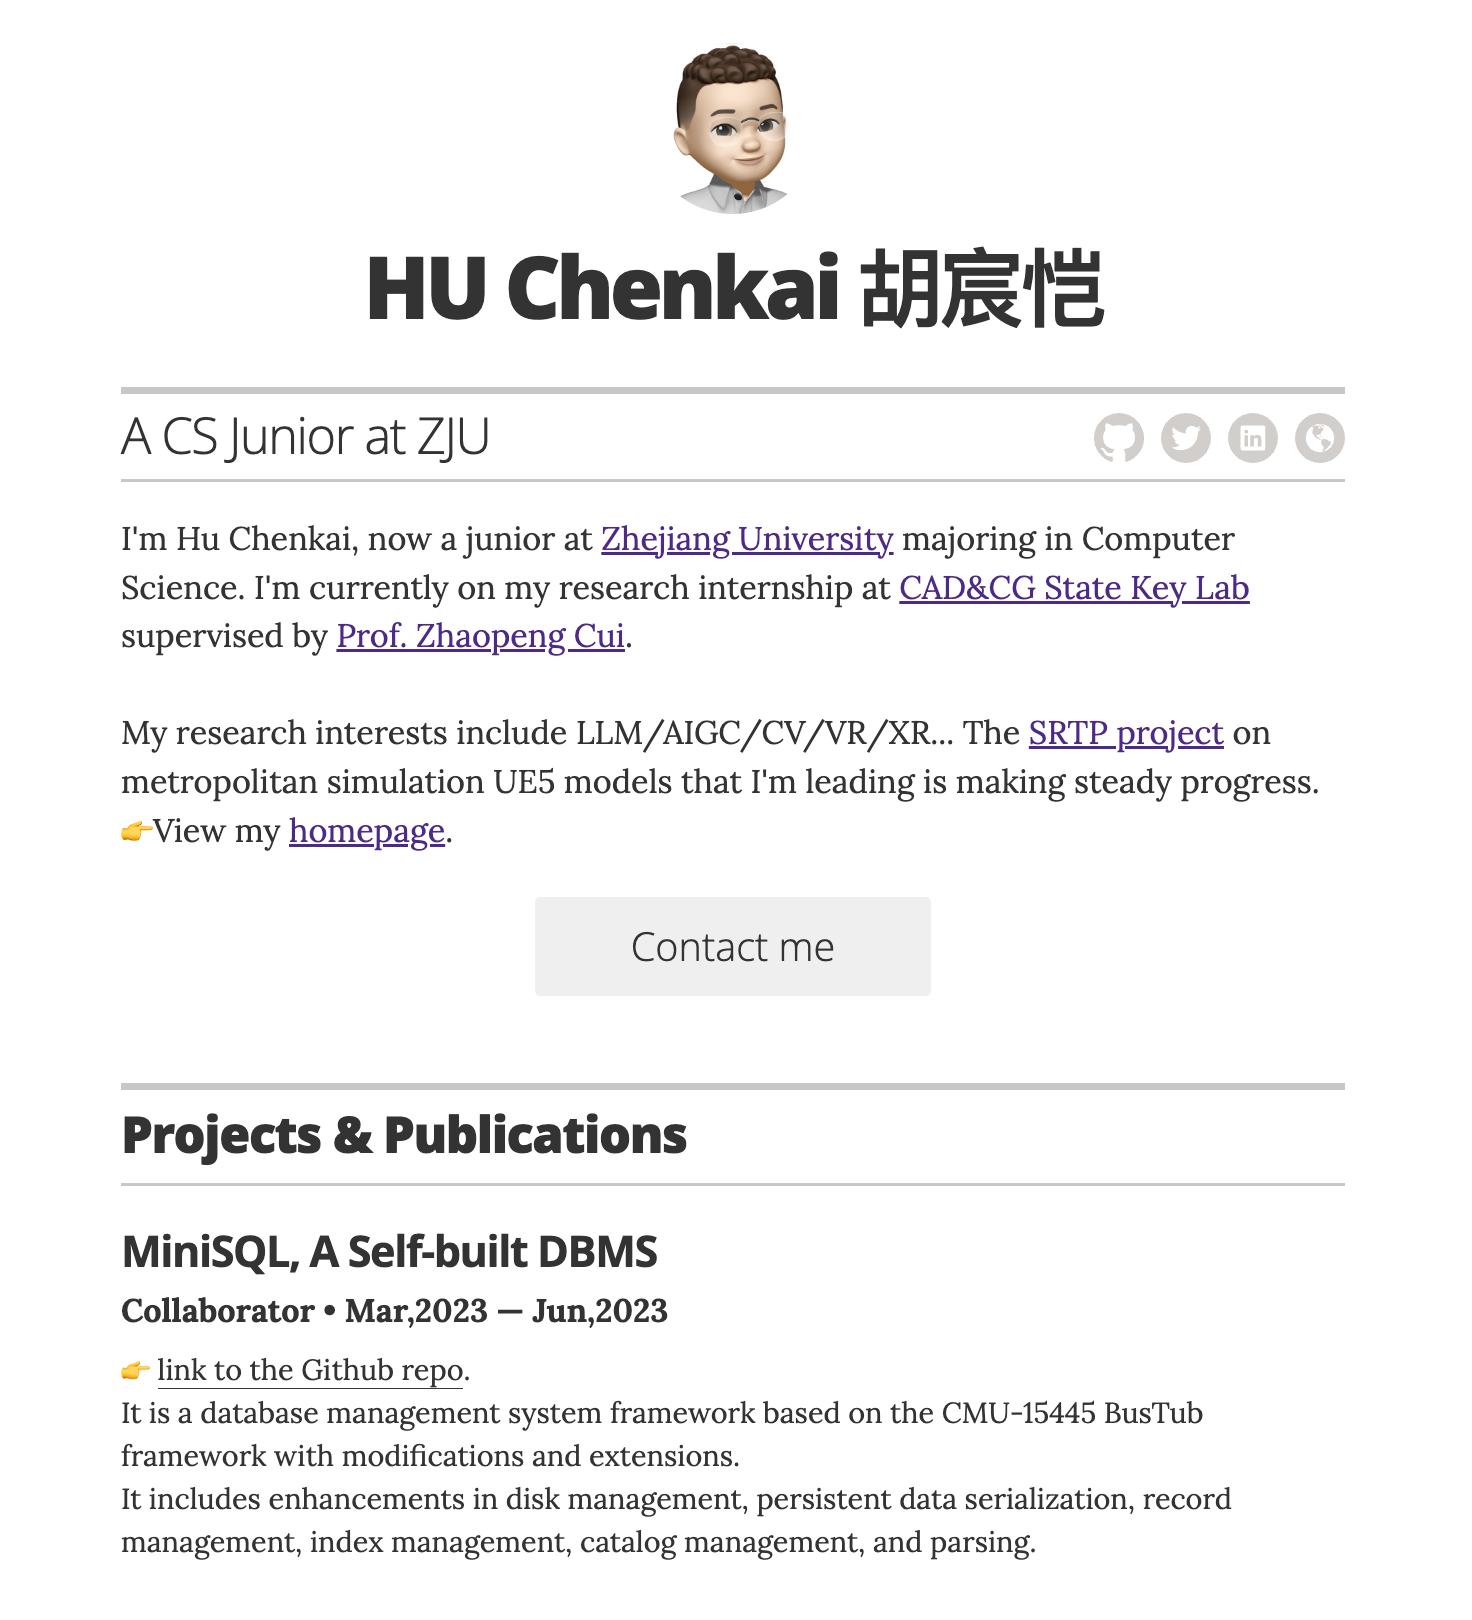 HU Chenkai 胡宸恺
A CS Junior at ZJU
I'm Hu Chenkai, now a junior at Zhejiang University majoring in Computer
Science. I'm currently on my research internship at CAD&CG State Key Lab
supervised by Prof. Zhaopeng Cui.
My research interests include LLM/AIGC/CV/VR/XR... The SRTP project on
metropolitan simulation UE5 models that I'm leading is making steady progress.
👉View my homepage.
Contact me
Projects & Publications
MiniSQL, A Self-built DBMS
Collaborator • Mar,2023 — Jun,2023
👉 link to the Github repo.
It is a database management system framework based on the CMU-15445 BusTub
framework with modifications and extensions.
It includes enhancements in disk management, persistent data serialization, record
management, index management, catalog management, and parsing.